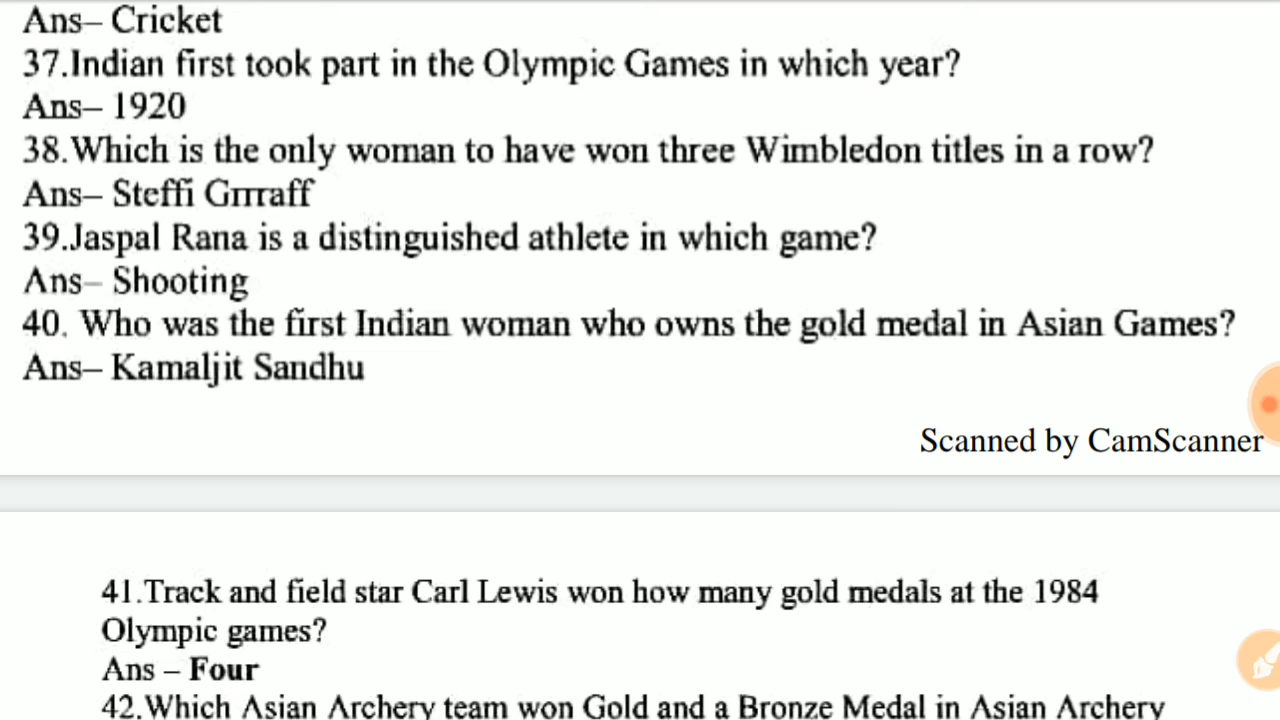 Ans– Cricket
37.Indian first took part in the Olympic Games in which year?
Ans– 1920
38.Which is the only woman to have won three Wimbledon titles in a row?
Ans– Steffi Grrraff
39.Jaspal Rana is a distinguished athlete in which game?
Ans– Shooting
40. Who was the first Indian woman who owns the gold medal in Asian Games?
Ans– Kamaljit Sandhu
Scanned by CamScanner
41.Track and field star Carl Lewis won how many gold medals at the 1984
Olympic games?
Ans – Four
42.Which Asian Archery team won Gold and a Bronze Medal in Asian Archery